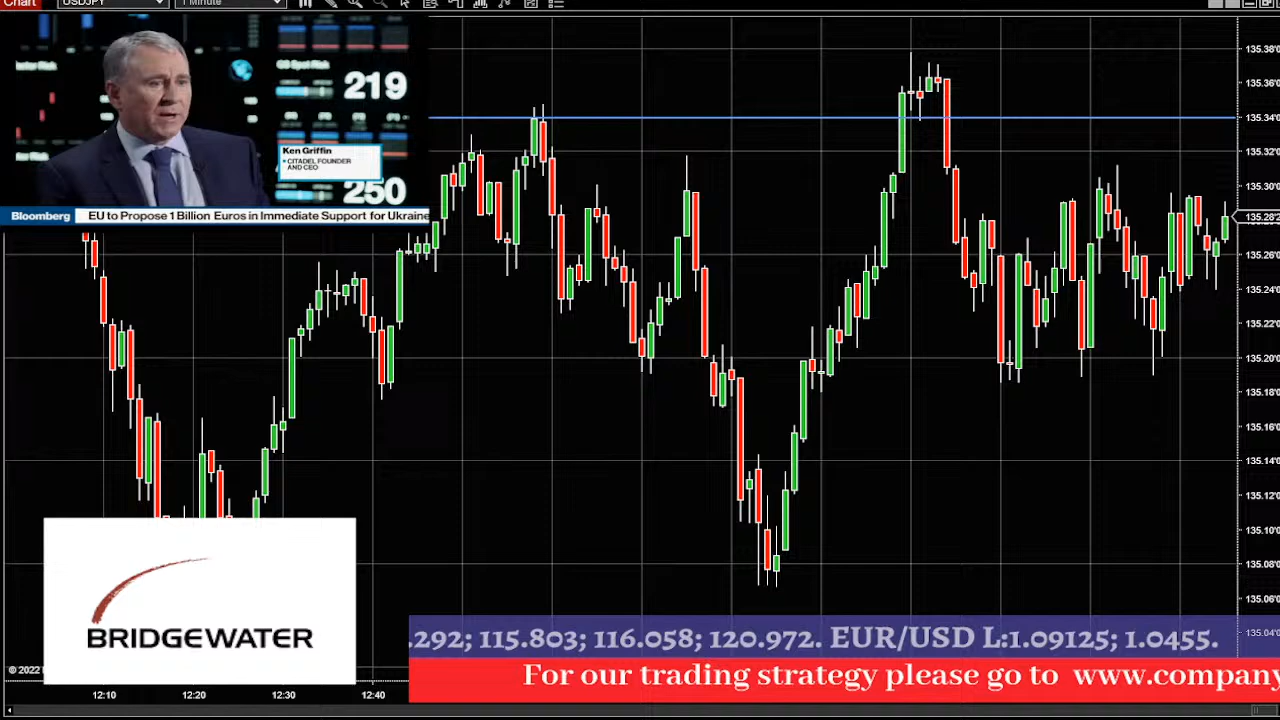 Chart
USDJPY
1 Minute
219
Ken Griffin
CITADEL FOUNDER
AND CEO
250
Bloomberg
EU to Propose 1 Billion Euros in Immediate Support for Ukraine
135.36
135.34
135.32
135.30
135.28
135.26
135.24
135.22
135.20
135.18
135.16
135.14
135.12
135.10
135.08
135.06
135.04
BRIDGEWATER
.292; 115.803; 116.058; 120.972. EUR/USD L:1.09125; 1.0455.
For our trading strategy please go to www.company
© 2022
12:10 12:20 12:30 12:40